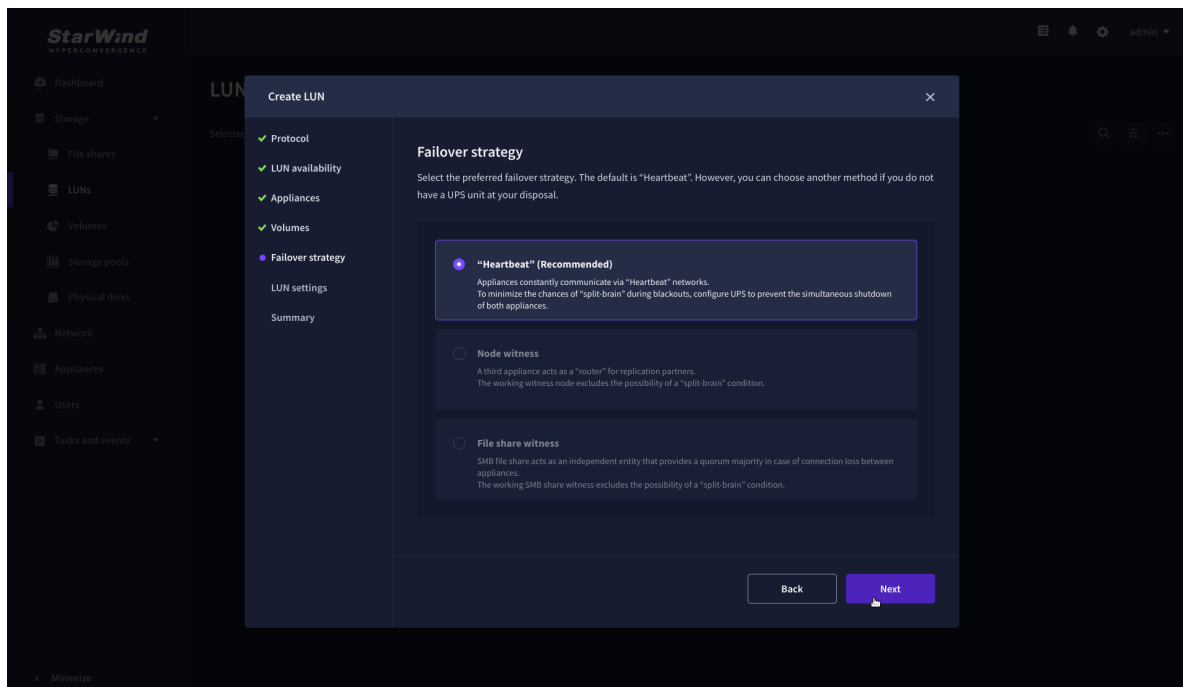 StarWind
HYPERCONVERGENCE
admin
Dashboard
Storage
File shares
LUNs
Volumes
Storage pools
Physical disks
Network
Appliances
Users
Tasks and events
Minimize
LUN
Selected
Create LUN
Protocol
LUN availability
Appliances
Volumes
Failover strategy
LUN settings
Summary
Failover strategy
Select the preferred failover strategy. The default is “Heartbeat”. However, you can choose another method if you do not
have a UPS unit at your disposal.
“Heartbeat” (Recommended)
Appliances constantly communicate via “Heartbeat” networks.
To minimize the chances of “split-brain” during blackouts, configure UPS to prevent the simultaneous shutdown
of both appliances.
Node witness
A third appliance acts as a “router” for replication partners.
The working witness node excludes the possibility of a “split-brain” condition.
File share witness
SMB file share acts as an independent entity that provides a quorum majority in case of connection loss between
appliances.
The working SMB share witness excludes the possibility of a “split-brain” condition.
Back
Next